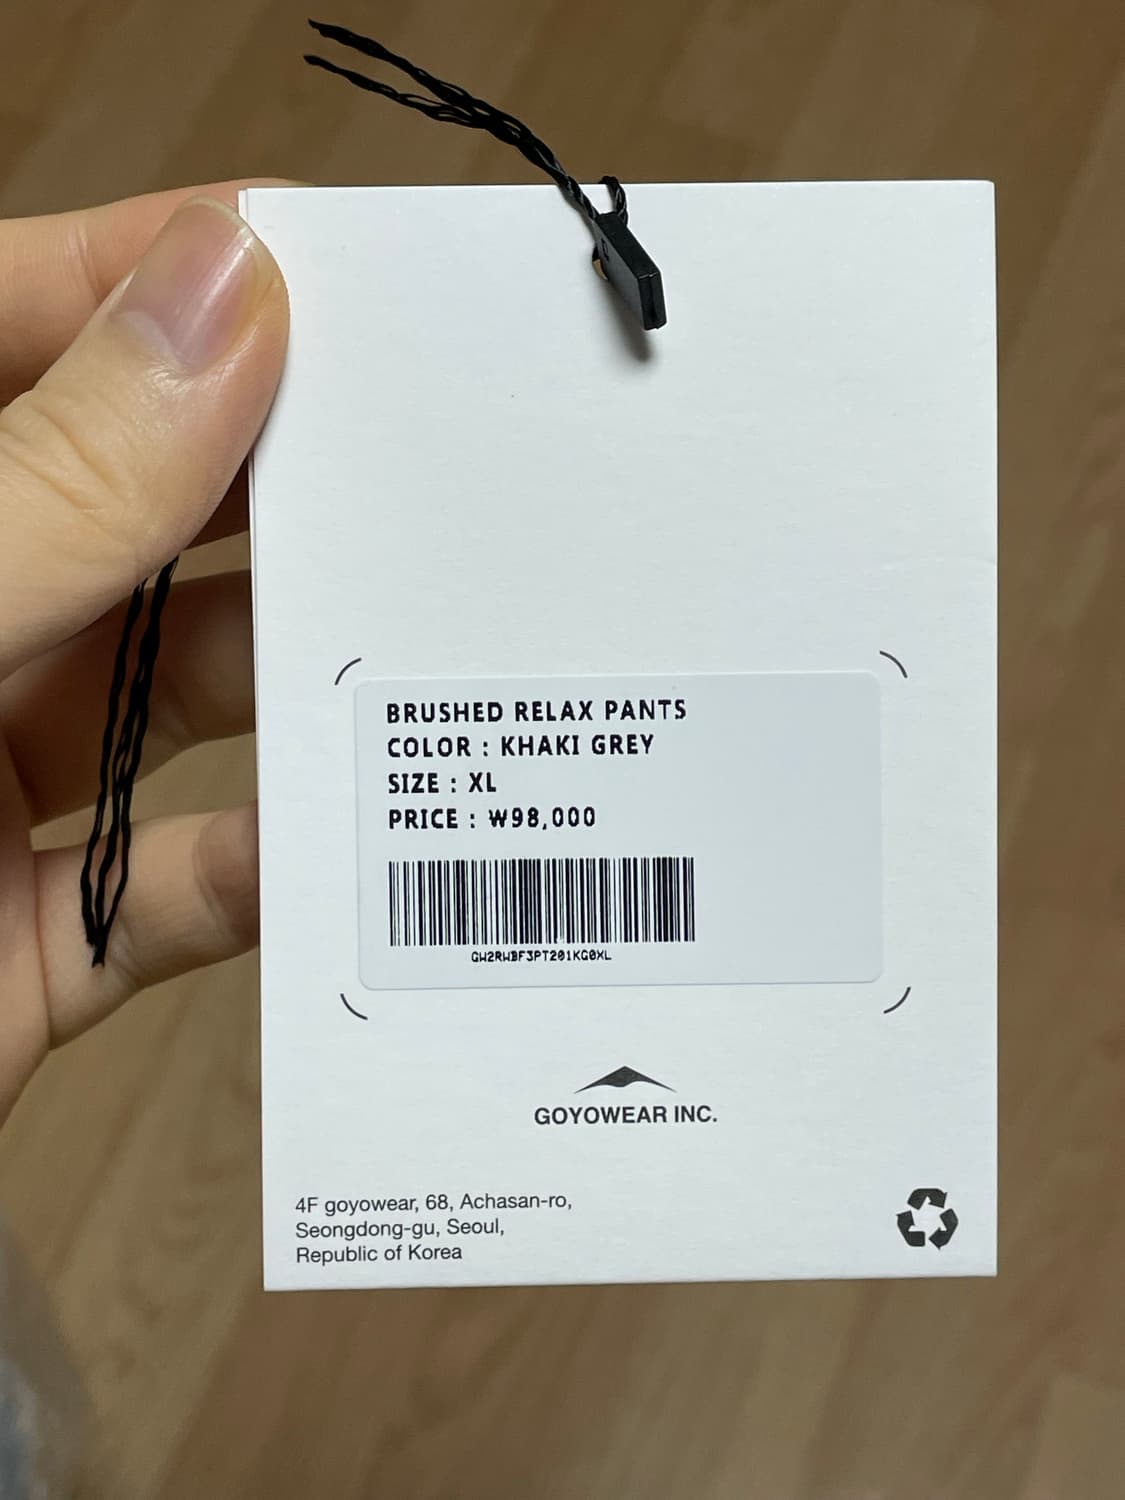 BRUSHED RELAX PANTS
COLOR : KHAKI GREY
SIZE : XL
PRICE : ₩98,000
GW2RWBF3PT201KG0XL
GOYOWEAR INC.
4F goyowear, 68, Achasan-ro,
Seongdong-gu, Seoul,
Republic of Korea